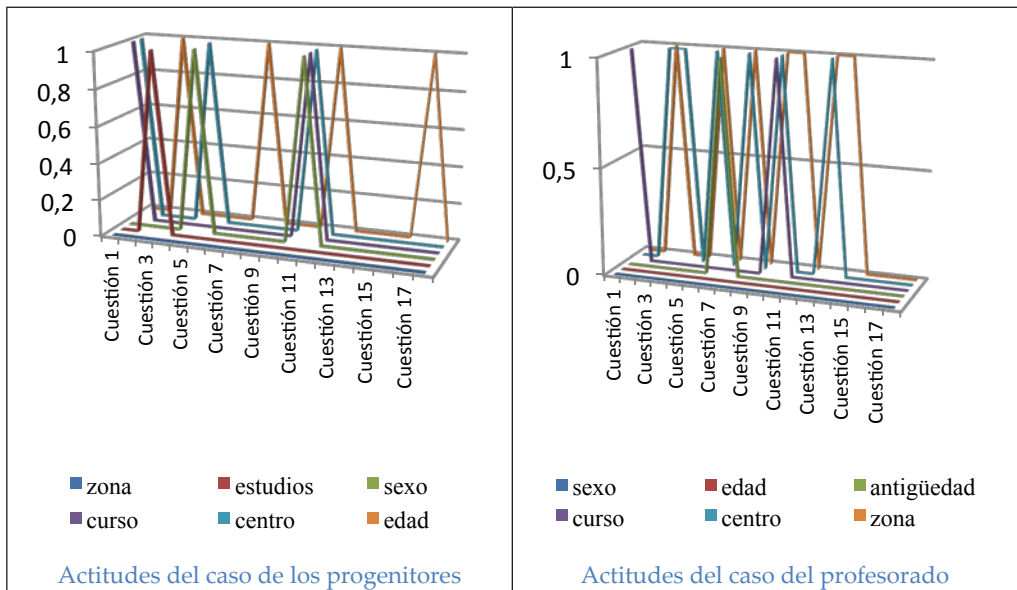 1
0,8
0,6
0,4
0,2
0
Cuestión 1
Cuestión 3
Cuestión 5
Cuestión 7
Cuestión 9
Cuestión 11
Cuestión 13
Cuestión 15
Cuestión 17
zona estudios sexo
curso centro edad
Actitudes del caso de los progenitores
1
0,5
0
Cuestión 1
Cuestión 3
Cuestión 5
Cuestión 7
Cuestión 9
Cuestión 11
Cuestión 13
Cuestión 15
Cuestión 17
sexo edad antigüedad
curso centro zona
Actitudes del caso del profesorado